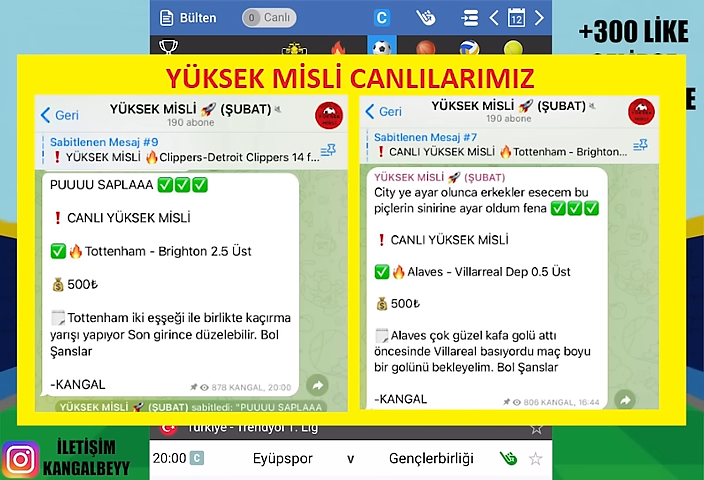 Bülten
0 Canlı
C
12
+300 LİKE
YÜKSEK MİSLİ CANLILARIMIZ
Geri
YÜKSEK MİSLİ 🚀 (ŞUBAT)
190 abone
Sabitlenen Mesaj #9
❗ YÜKSEK MİSLİ 🔥Clippers-Detroit Clippers 14 f...
PUUUU SAPLAAA ✅✅✅
❗ CANLI YÜKSEK MİSLİ
✅🔥Tottenham - Brighton 2.5 Üst
💰 500₺
🗒️Tottenham iki eşşeği ile birlikte kaçırma
yarışı yapıyor Son girince düzelebilir. Bol
Şanslar
-KANGAL
878 KANGAL, 20:00
YÜKSEK MİSLİ 🚀 (ŞUBAT) sabitledi: "PUUUU SAPLAAA
Geri
YÜKSEK MİSLİ 🚀 (ŞUBAT)
190 abone
Sabitlenen Mesaj #7
❗ CANLI YÜKSEK MİSLİ 🔥Tottenham - Brighton...
YÜKSEK MİSLİ 🚀 (ŞUBAT)
City ye ayar olunca erkekler esecem bu
piçlerin sinirine ayar oldum fena ✅✅✅
❗ CANLI YÜKSEK MİSLİ
✅🔥Alaves - Villarreal Dep 0.5 Üst
💰 500₺
🗒️Alaves çok güzel kafa golü attı
öncesinde Villareal basıyordu maç boyu
bir golünü bekleyelim. Bol Şanslar
-KANGAL
806 KANGAL, 16:44
Türkiye - Trendyol 1. Lig
20:00 C Eyüpspor v Gençlerbirliği
İLETİŞİM
KANGALBEYY